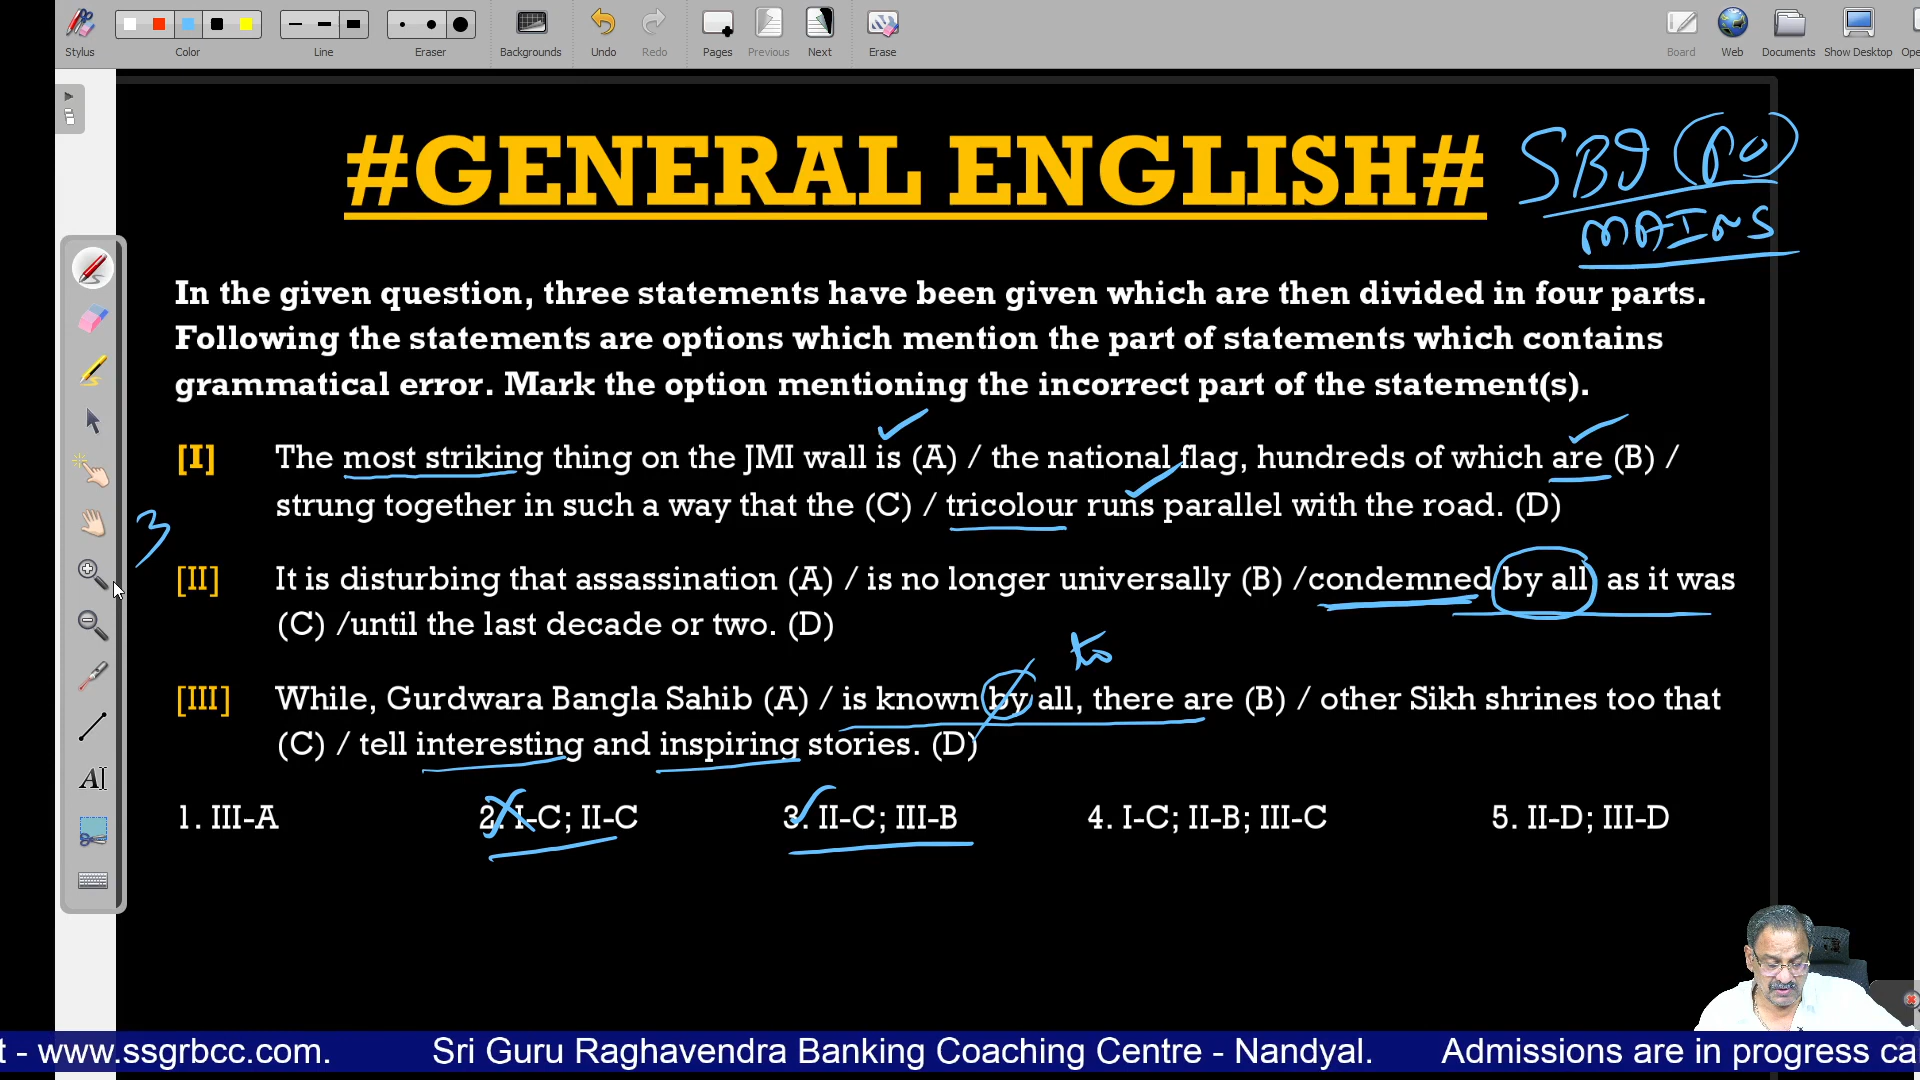 Stylus
Color
Line
Eraser
Backgrounds
Undo
Redo
Pages
Previous
Next
Erase
Board
Web
Documents
Show Desktop
Ope
#GENERAL ENGLISH#
SBI (PO)
MAINS
In the given question, three statements have been given which are then divided in four parts.
Following the statements are options which mention the part of statements which contains
grammatical error. Mark the option mentioning the incorrect part of the statement(s).
[I] The most striking thing on the JMI wall is (A) / the national flag, hundreds of which are (B) /
strung together in such a way that the (C) / tricolour runs parallel with the road. (D)
3
[II] It is disturbing that assassination (A) / is no longer universally (B) /condemned by all as it was
(C) /until the last decade or two. (D)
to
[III] While, Gurdwara Bangla Sahib (A) / is known by all, there are (B) / other Sikh shrines too that
(C) / tell interesting and inspiring stories. (D)
1. III-A 2. I-C; II-C 3. II-C; III-B 4. I-C; II-B; III-C 5. II-D; III-D
t - www.ssgrbcc.com. Sri Guru Raghavendra Banking Coaching Centre - Nandyal. Admissions are in progress ca